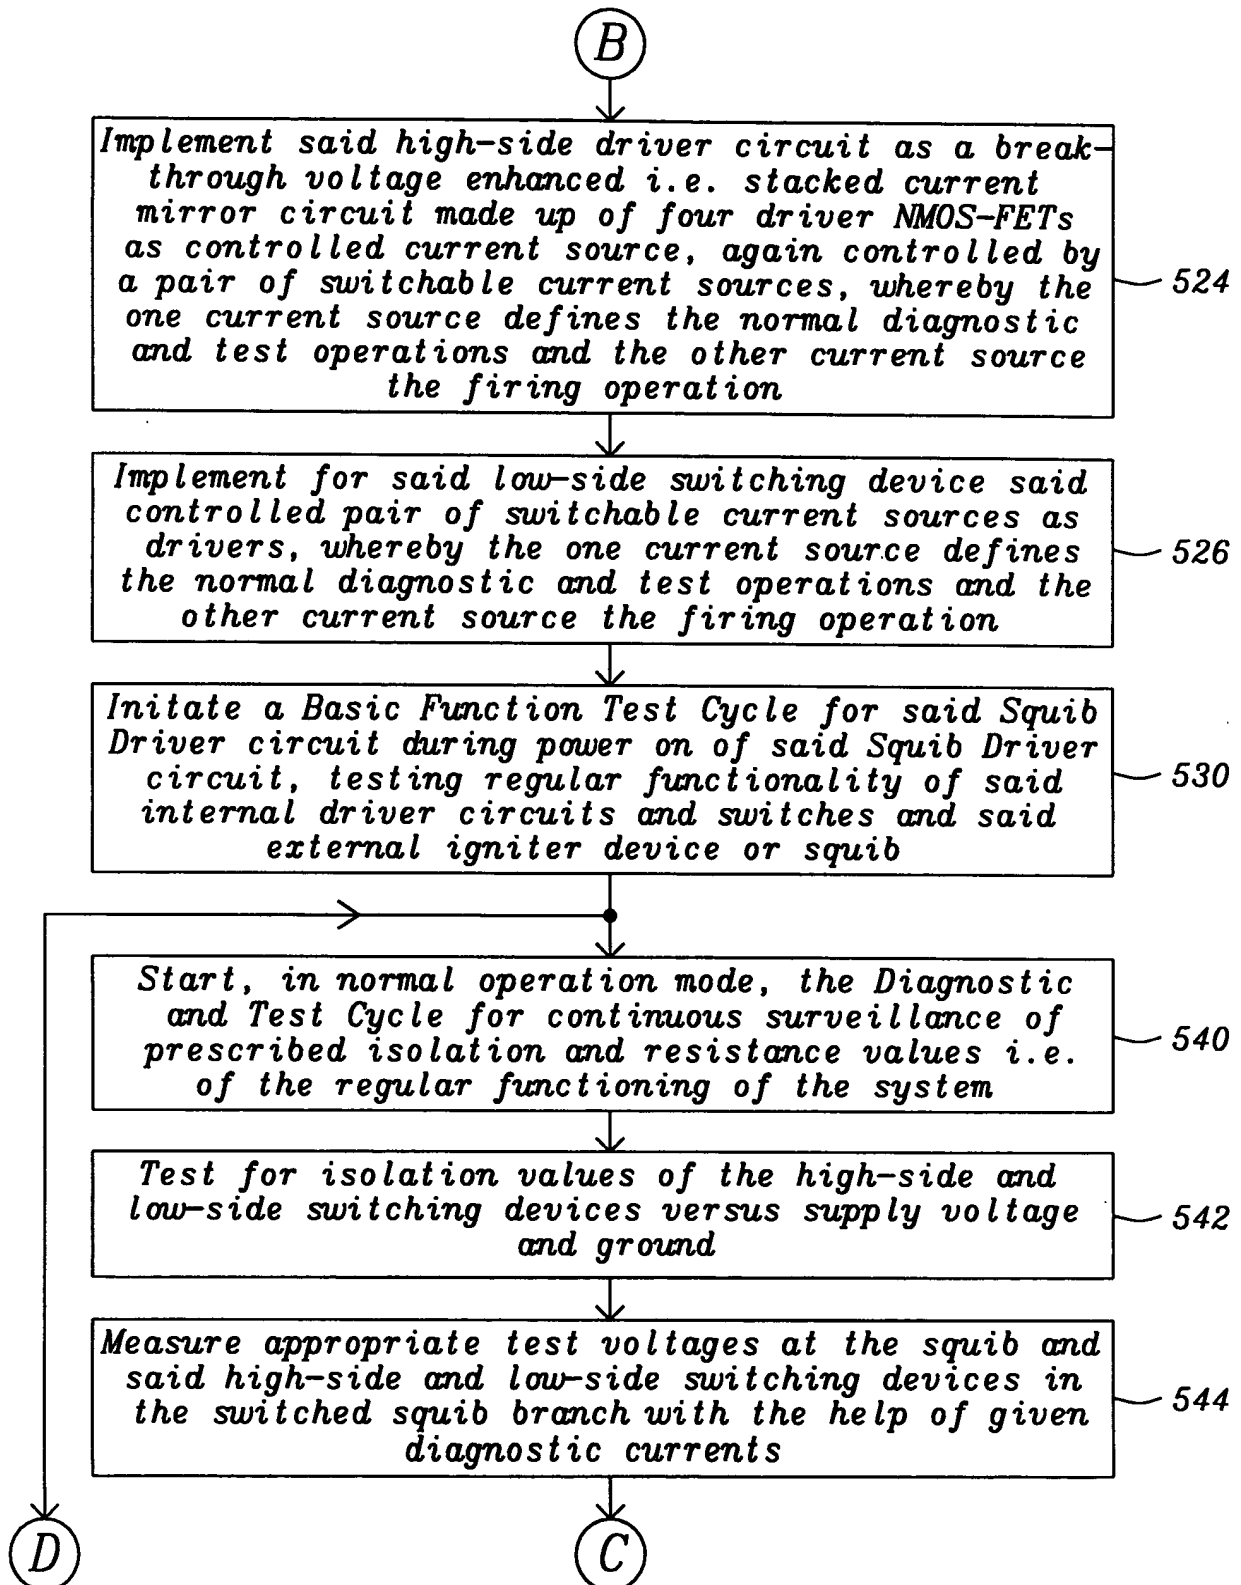 B
Implement said high-side driver circuit as a break-
through voltage enhanced i.e. stacked current
mirror circuit made up of four driver NMOS-FETs
as controlled current source, again controlled by
a pair of switchable current sources, whereby the
one current source defines the normal diagnostic
and test operations and the other current source
the firing operation
524
Implement for said low-side switching device said
controlled pair of switchable current sources as
drivers, whereby the one current source defines
the normal diagnostic and test operations and the
other current source the firing operation
526
Initate a Basic Function Test Cycle for said Squib
Driver circuit during power on of said Squib Driver
circuit, testing regular functionality of said
internal driver circuits and switches and said
external igniter device or squib
530
Start, in normal operation mode, the Diagnostic
and Test Cycle for continuous surveillance of
prescribed isolation and resistance values i.e.
of the regular functioning of the system
540
Test for isolation values of the high-side and
low-side switching devices versus supply voltage
and ground
542
Measure appropriate test voltages at the squib and
said high-side and low-side switching devices in
the switched squib branch with the help of given
diagnostic currents
544
D
C